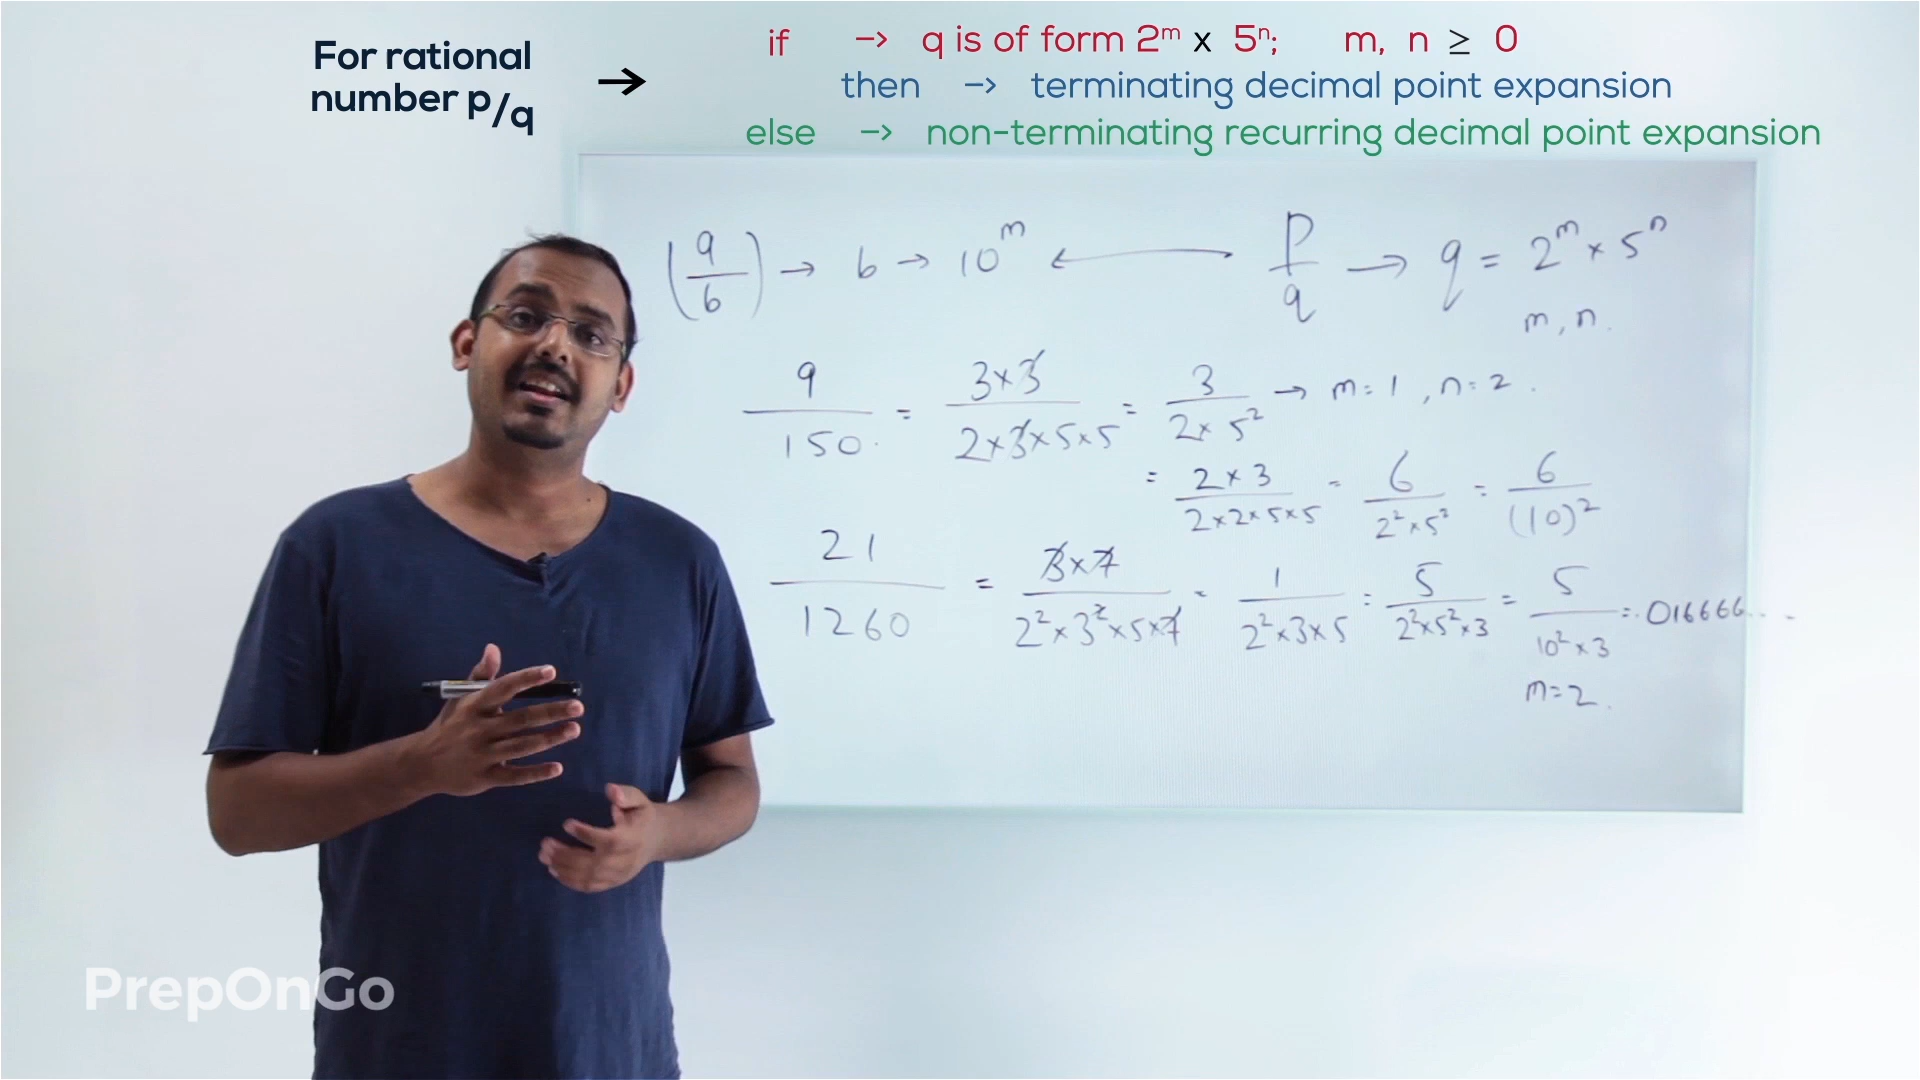 For rational
number p/q
→
if -> q is of form 2ᵐ x 5ⁿ; m, n ≥ 0
then -> terminating decimal point expansion
else -> non-terminating recurring decimal point expansion
(a/b) → b → 10ᵐ ← p/q → q = 2ᵐ × 5ⁿ
m, n.
9/150. = 3×3/2×3×5×5 = 3/2×5² → m=1, n=2.
= 2×3/2×2×5×5 = 6/2²×5² = 6/(10)²
21/1260 = 3×7/2²×3²×5×7 = 1/2²×3×5 = 5/2²×5²×3 = 5/10²×3 = .016666...
m=2.
PrepOnGo